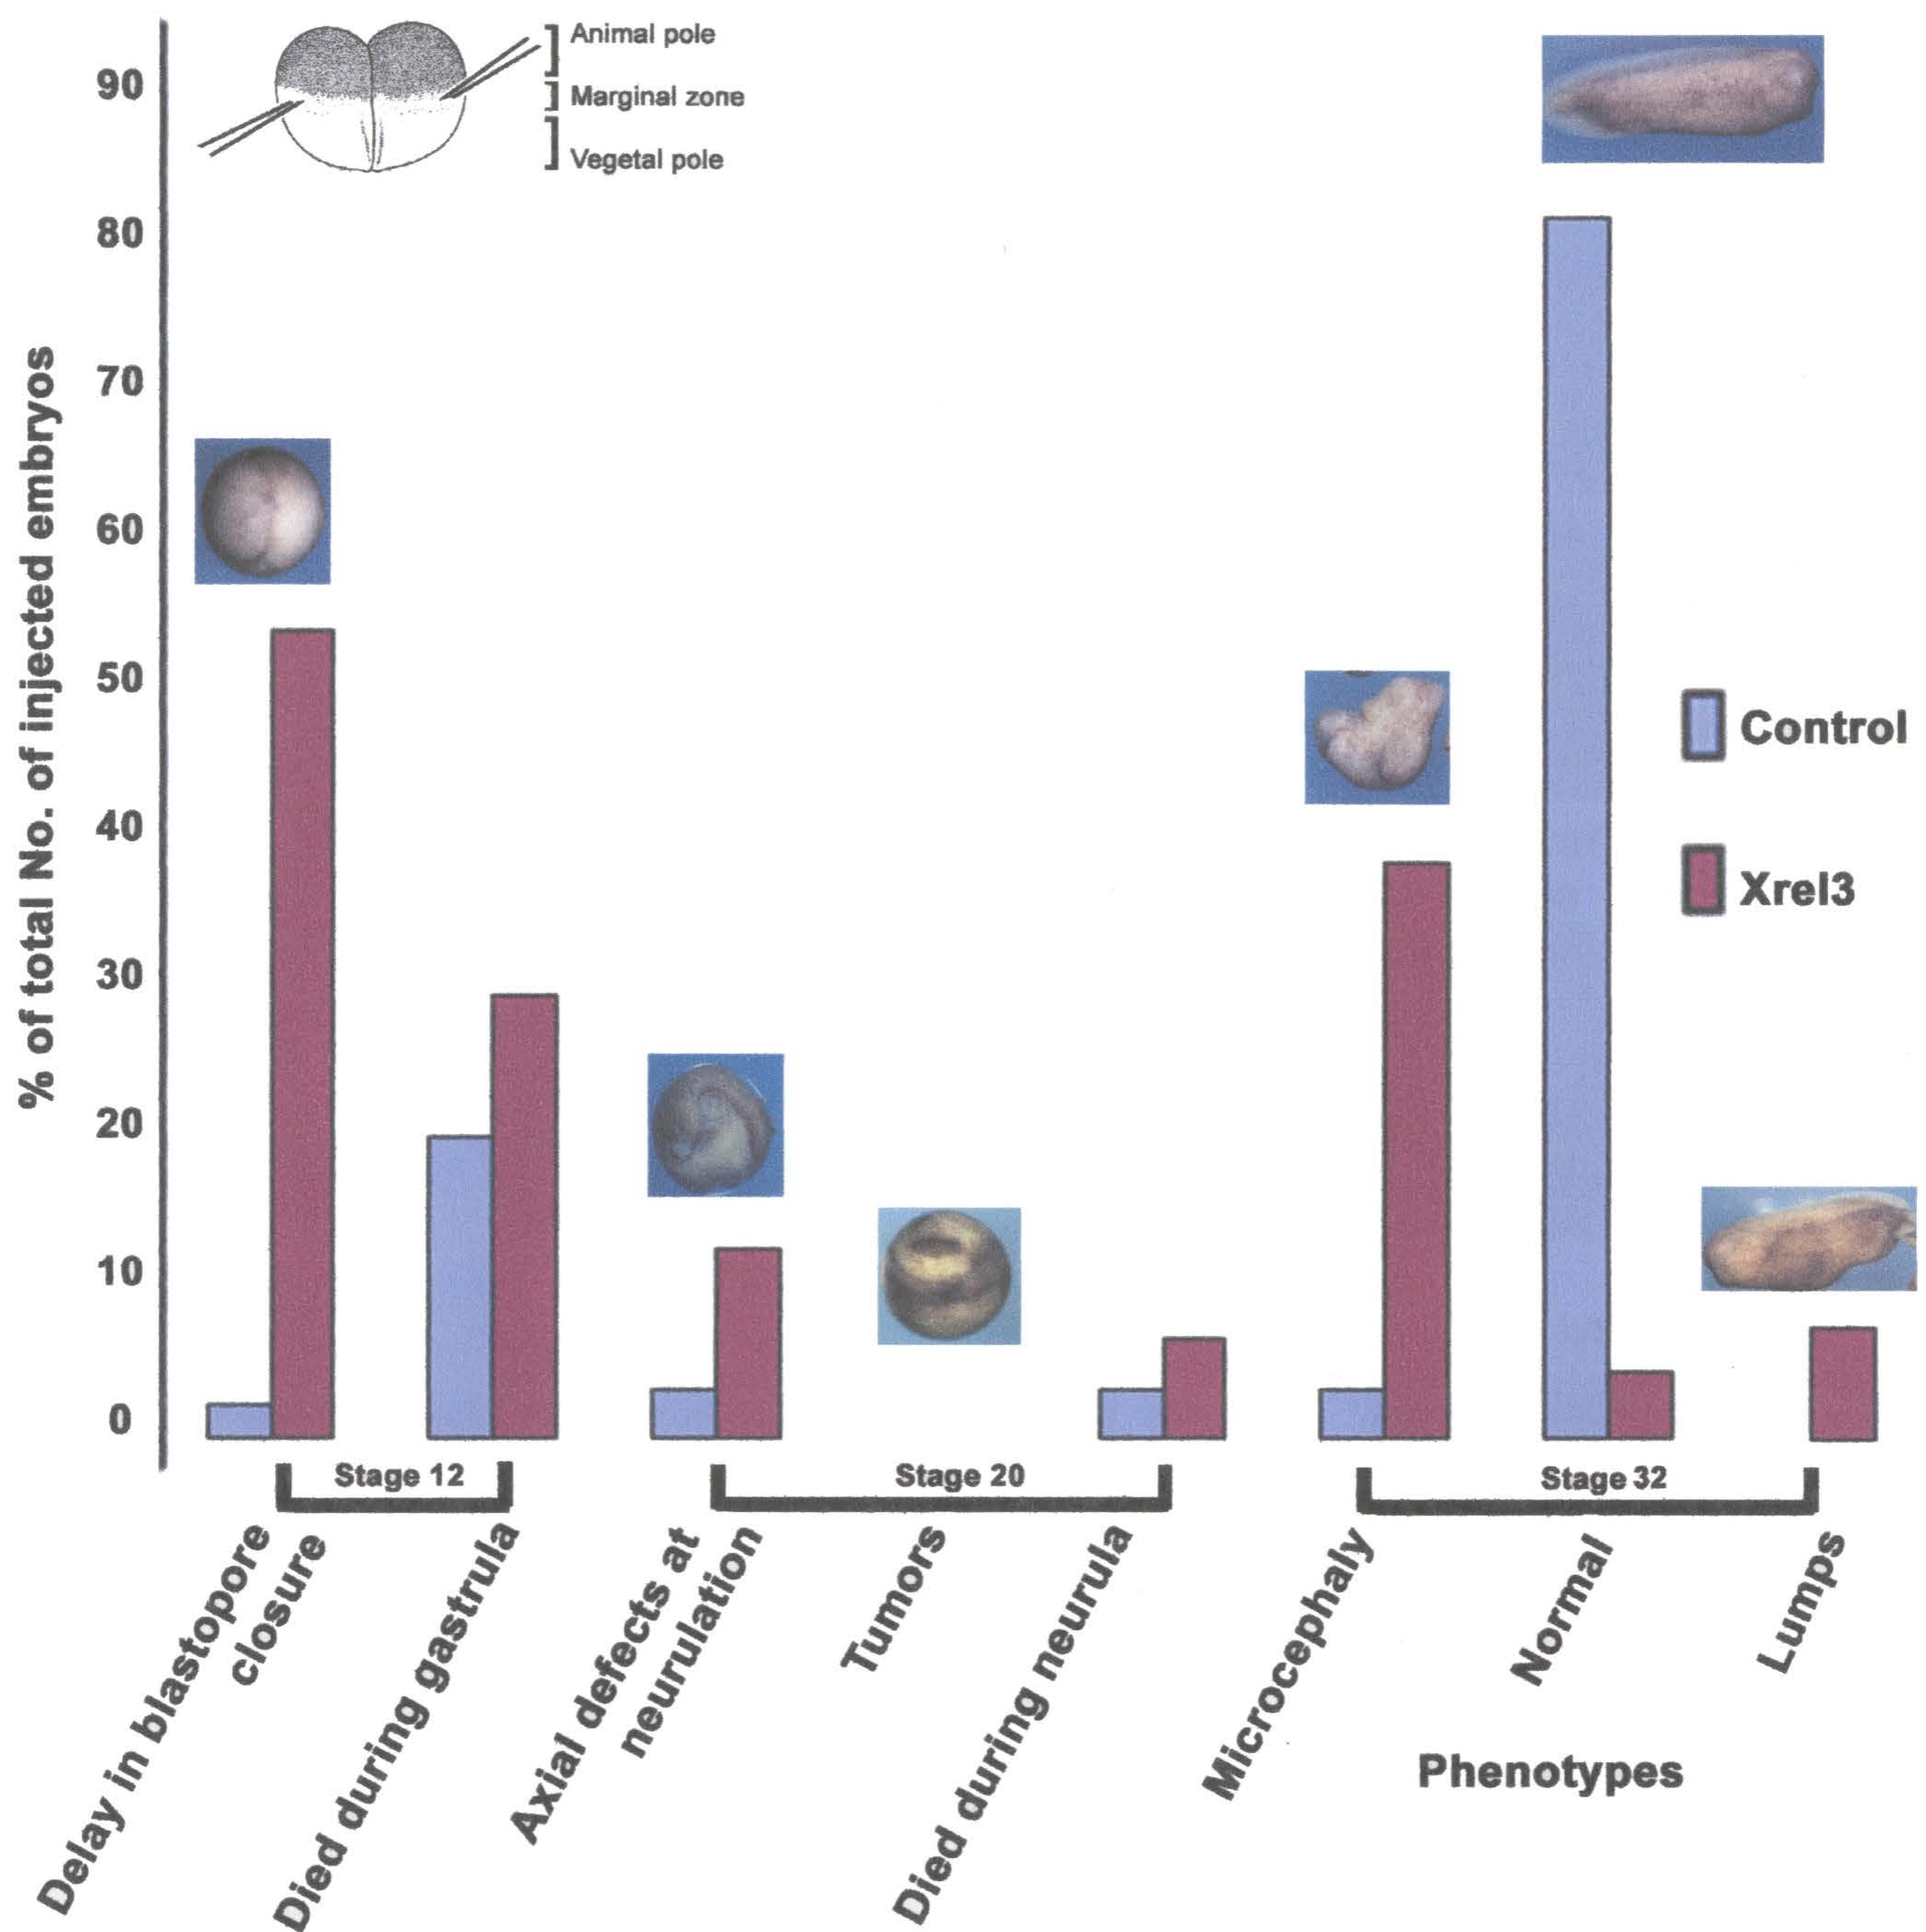 Animal pole
Marginal zone
Vegetal pole
% of total No. of injected embryos
90
80
70
60
50
40
30
20
10
0
Control
Xrel3
Stage 12
Stage 20
Stage 32
Delay in blastopore
closure
Died during gastrula
Axial defects at
neurulation
Tumors
Died during neurula
Microcephaly
Normal
Lumps
Phenotypes